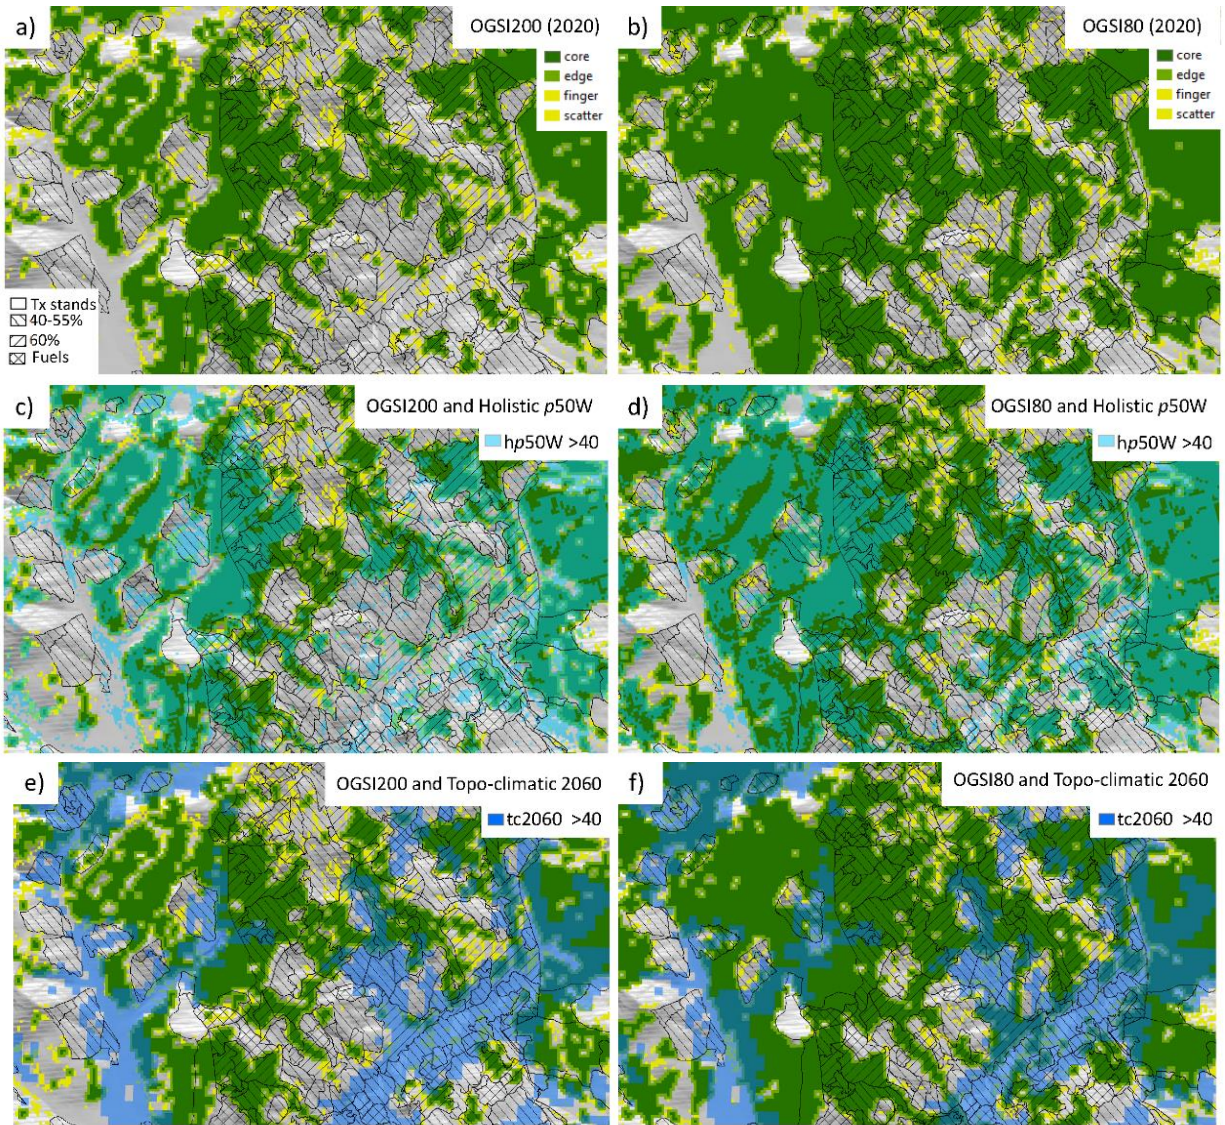 a) OGSI200 (2020)
core
edge
finger
scatter
Tx stands
40-55%
60%
Fuels
b) OGSI80 (2020)
core
edge
finger
scatter
c) OGSI200 and Holistic p50W
hp50W >40
d) OGSI80 and Holistic p50W
hp50W >40
e) OGSI200 and Topo-climatic 2060
tc2060 >40
f) OGSI80 and Topo-climatic 2060
tc2060 >40